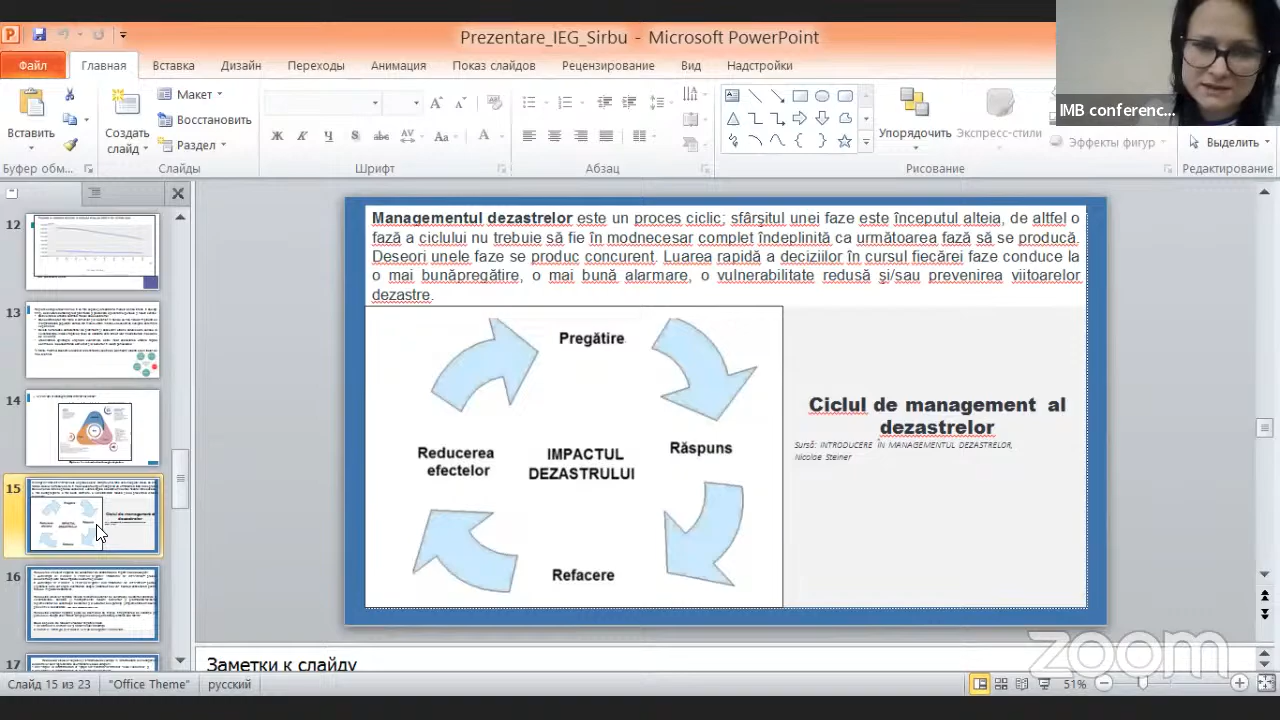 Prezentare_IEG_Sirbu - Microsoft PowerPoint
Файл Главная Вставка Дизайн Переходы Анимация Показ слайдов Рецензирование Вид Надстройки
IMB conferenc...
Макет
Восстановить
Раздел
Вставить
Создать слайд
Упорядочить
Экспресс-стили
Эффекты фигур
Выделить
Буфер обм...
Слайды
Шрифт
Абзац
Рисование
Редактирование
12
13
14
15
16
17
Managementul dezastrelor este un proces ciclic; sfârşitul unei faze este începutul alteia, de altfel o
fază a ciclului nu trebuie să fie în modnecesar complet îndeplinită ca următoarea fază să se producă.
Deseori unele faze se produc concurent. Luarea rapidă a deciziilor în cursul fiecărei faze conduce la
o mai bunăpregătire, o mai bună alarmare, o vulnerabilitate redusă şi/sau prevenirea viitoarelor
dezastre.
Pregătire
Răspuns
Reducerea
efectelor
IMPACTUL
DEZASTRULUI
Refacere
Ciclul de management al
dezastrelor
Sursă: INTRODUCERE ÎN MANAGEMENTUL DEZASTRELOR,
Nicolae Steiner
Заметки к слайду
zoom
Слайд 15 из 23
"Office Theme"
русский
51%